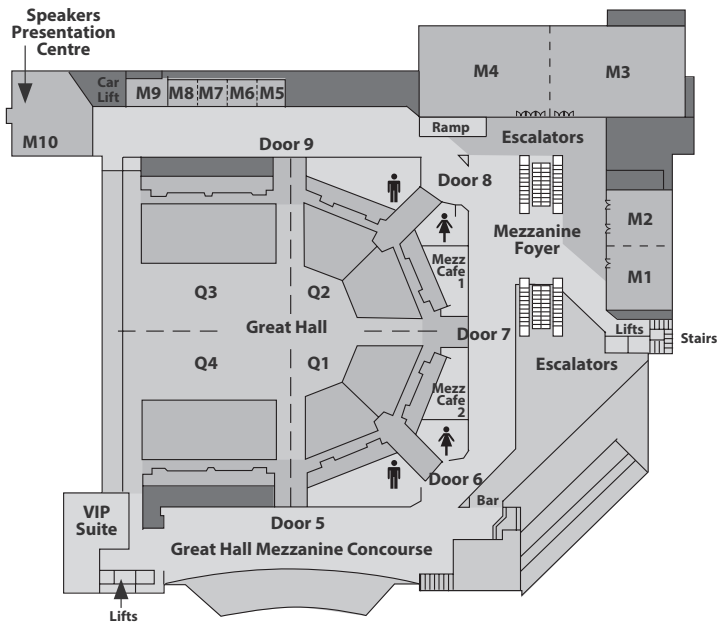 Speakers
Presentation
Centre
Car
Lift
M9
M8
M7
M6
M5
M4
M3
M10
Ramp
Escalators
Door 9
Door 8
M2
Mezzanine
Foyer
M1
Mezz
Cafe
1
Q3
Q2
Great Hall
Door 7
Lifts
Stairs
Q4
Q1
Escalators
Mezz
Cafe
2
Door 6
Bar
VIP
Suite
Door 5
Great Hall Mezzanine Concourse
Lifts